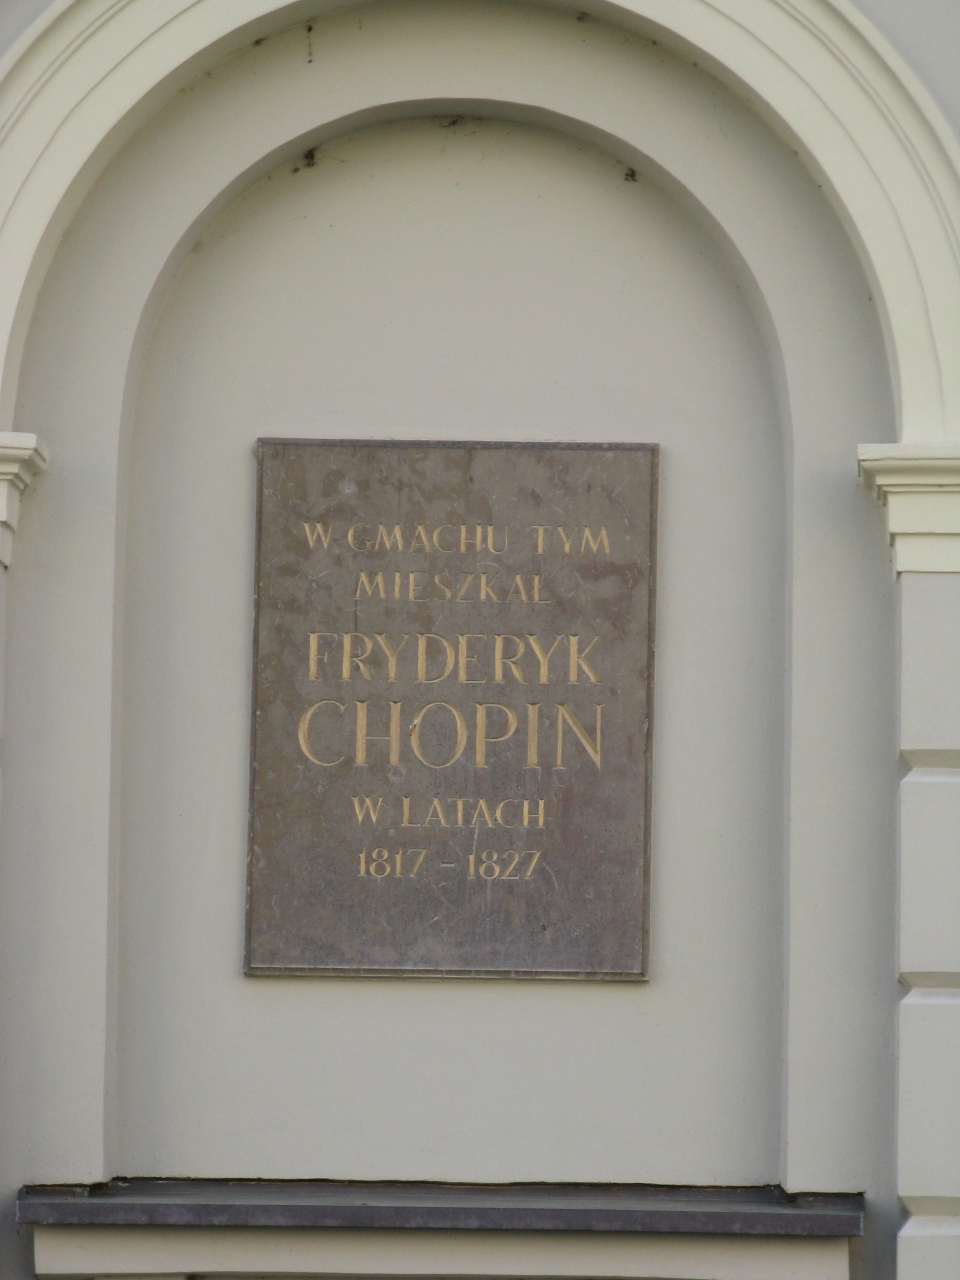 W GMACHU TYM
MIESZKAŁ
FRYDERYK
CHOPIN
W LATACH
1817 – 1827